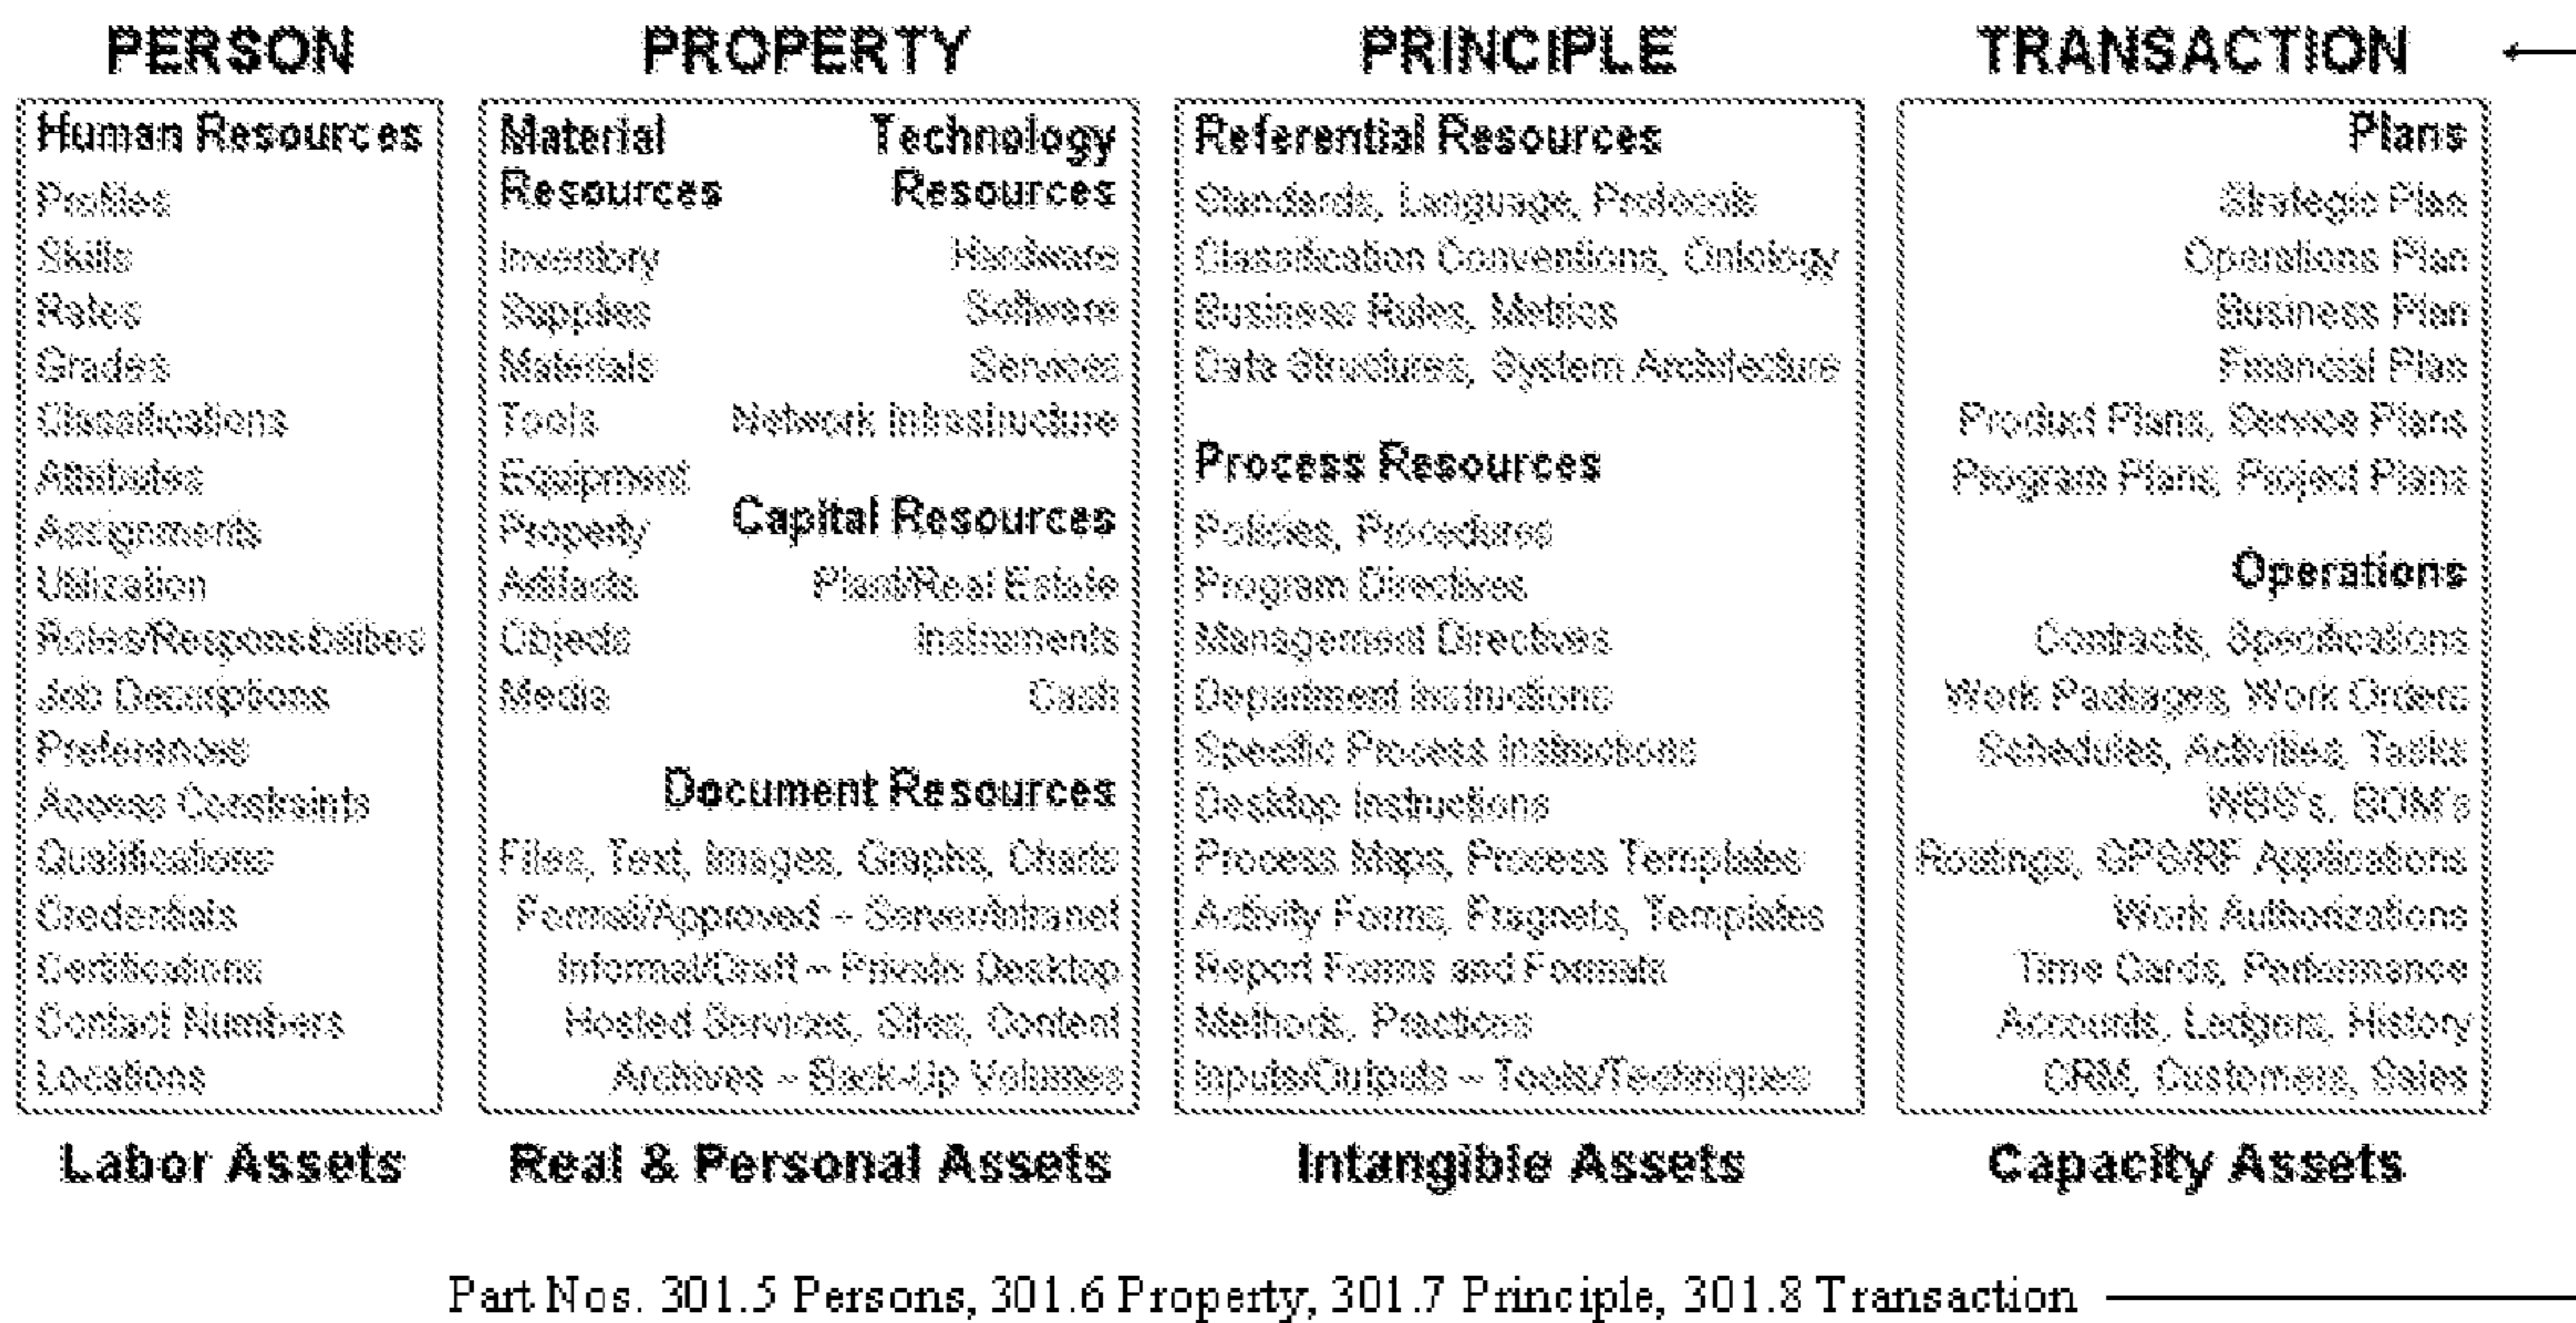 PERSON
Human Resources
Profiles
Skills
Rates
Grades
Classifications
Attributes
Assignments
Utilization
Roles/Responsibilities
Job Descriptions
Preferences
Access Constraints
Qualifications
Credentials
Certifications
Contact Numbers
Locations
Labor Assets
PROPERTY
Material
Resources
Inventory
Supplies
Materials
Tools
Equipment
Property
Artifacts
Objects
Media
Technology
Resources
Hardware
Software
Services
Network Infrastructure
Capital Resources
Plant/Real Estate
Instruments
Cash
Document Resources
Files, Text, Images, Graphs, Charts
Formal/Approved – Server/Intranet
Informal/Draft – Private Desktop
Hosted Services, Sites, Content
Archives – Back-Up Volumes
Real & Personal Assets
PRINCIPLE
Referential Resources
Standards, Language, Protocols
Classification Conventions, Ontology
Business Rules, Metrics
Data Structures, System Architecture
Process Resources
Policies, Procedures
Program Directives
Management Directives
Department Instructions
Specific Process Instructions
Desktop Instructions
Process Maps, Process Templates
Activity Forms, Fragnets, Templates
Report Forms and Formats
Methods, Practices
Inputs/Outputs – Tools/Techniques
Intangible Assets
TRANSACTION
Plans
Strategic Plan
Operations Plan
Business Plan
Financial Plan
Product Plans, Service Plans
Program Plans, Project Plans
Operations
Contracts, Specifications
Work Packages, Work Orders
Schedules, Activities, Tasks
WBS's, BOM's
Routings, GPS/RF Applications
Work Authorizations
Time Cards, Performance
Accounts, Ledgers, History
CRM, Customers, Sales
Capacity Assets
Part Nos. 301.5 Persons, 301.6 Property, 301.7 Principle, 301.8 Transaction